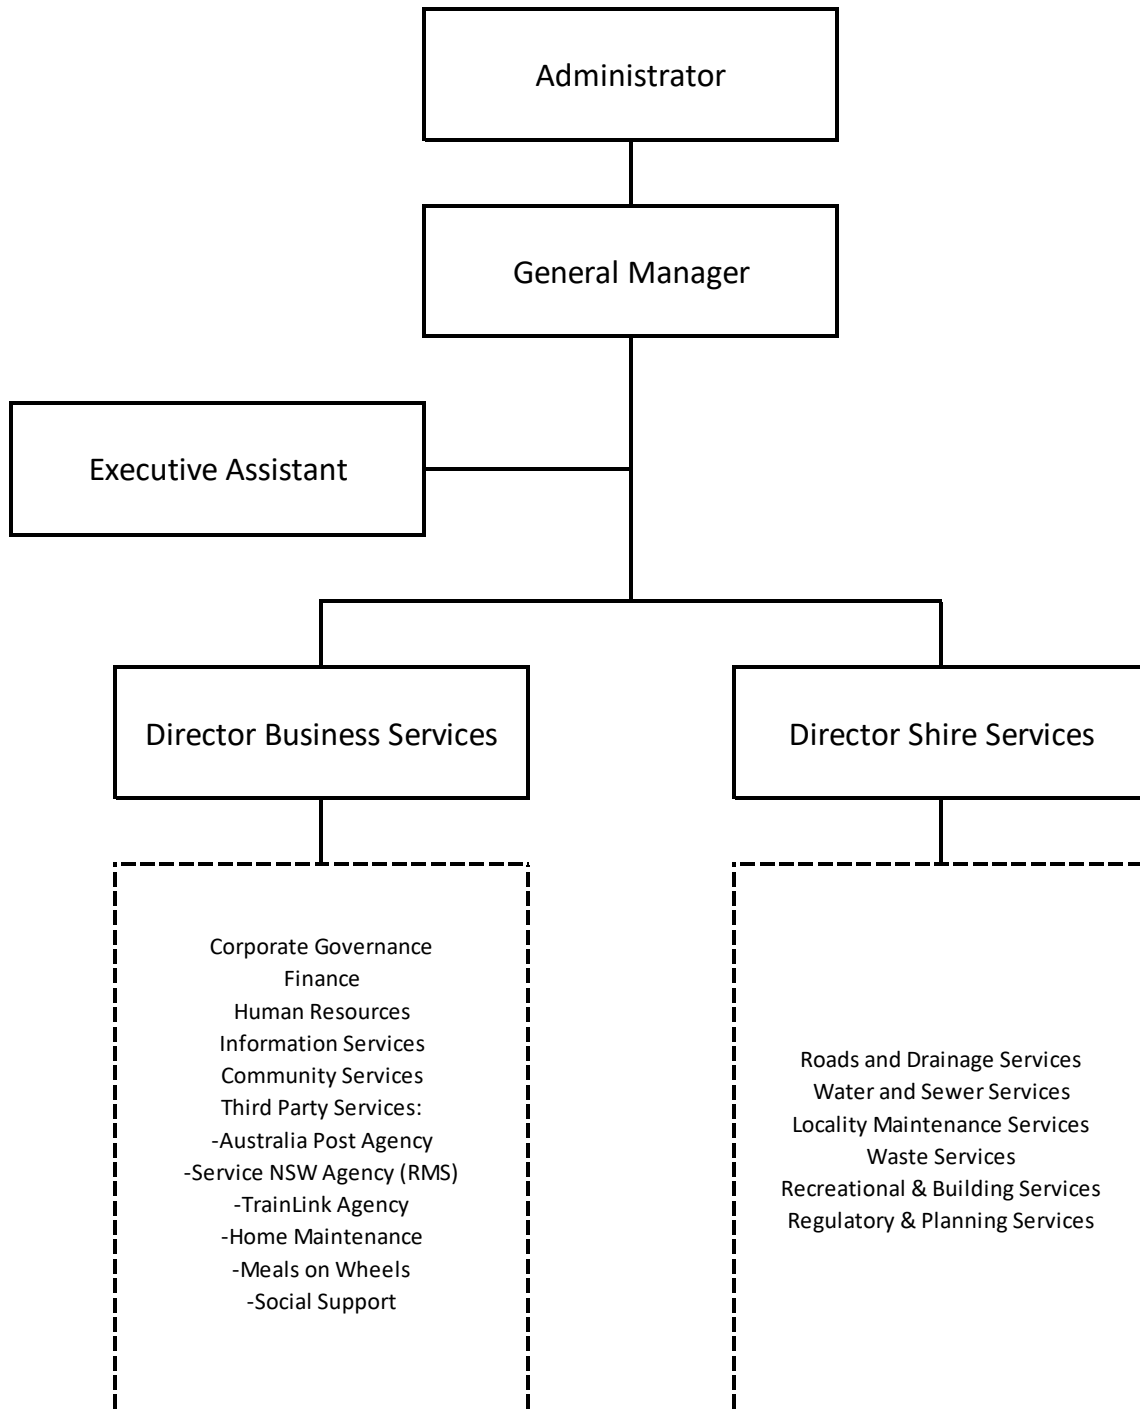 Administrator
General Manager
Executive Assistant
Director Business Services
Director Shire Services
Corporate Governance
Finance
Human Resources
Information Services
Community Services
Third Party Services:
-Australia Post Agency
-Service NSW Agency (RMS)
-TrainLink Agency
-Home Maintenance
-Meals on Wheels
-Social Support
Roads and Drainage Services
Water and Sewer Services
Locality Maintenance Services
Waste Services
Recreational & Building Services
Regulatory & Planning Services